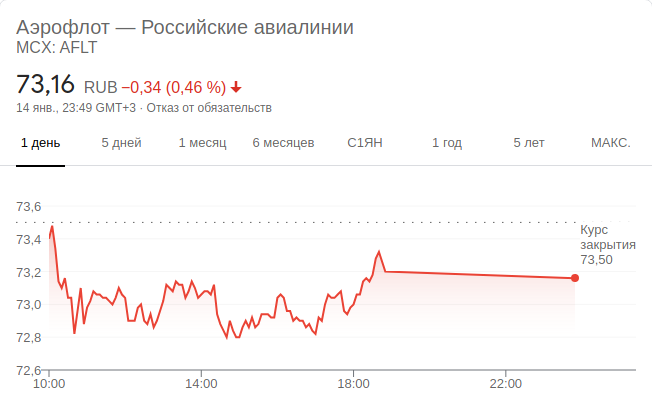 Аэрофлот — Российские авиалинии
MCX: AFLT
73,16 RUB −0,34 (0,46 %)
14 янв., 23:49 GMT+3 · Отказ от обязательств
1 день 5 дней 1 месяц 6 месяцев С1ЯН 1 год 5 лет МАКС.
73,6
73,4
73,2
73,0
72,8
72,6
Курс
закрытия
73,50
10:00 14:00 18:00 22:00